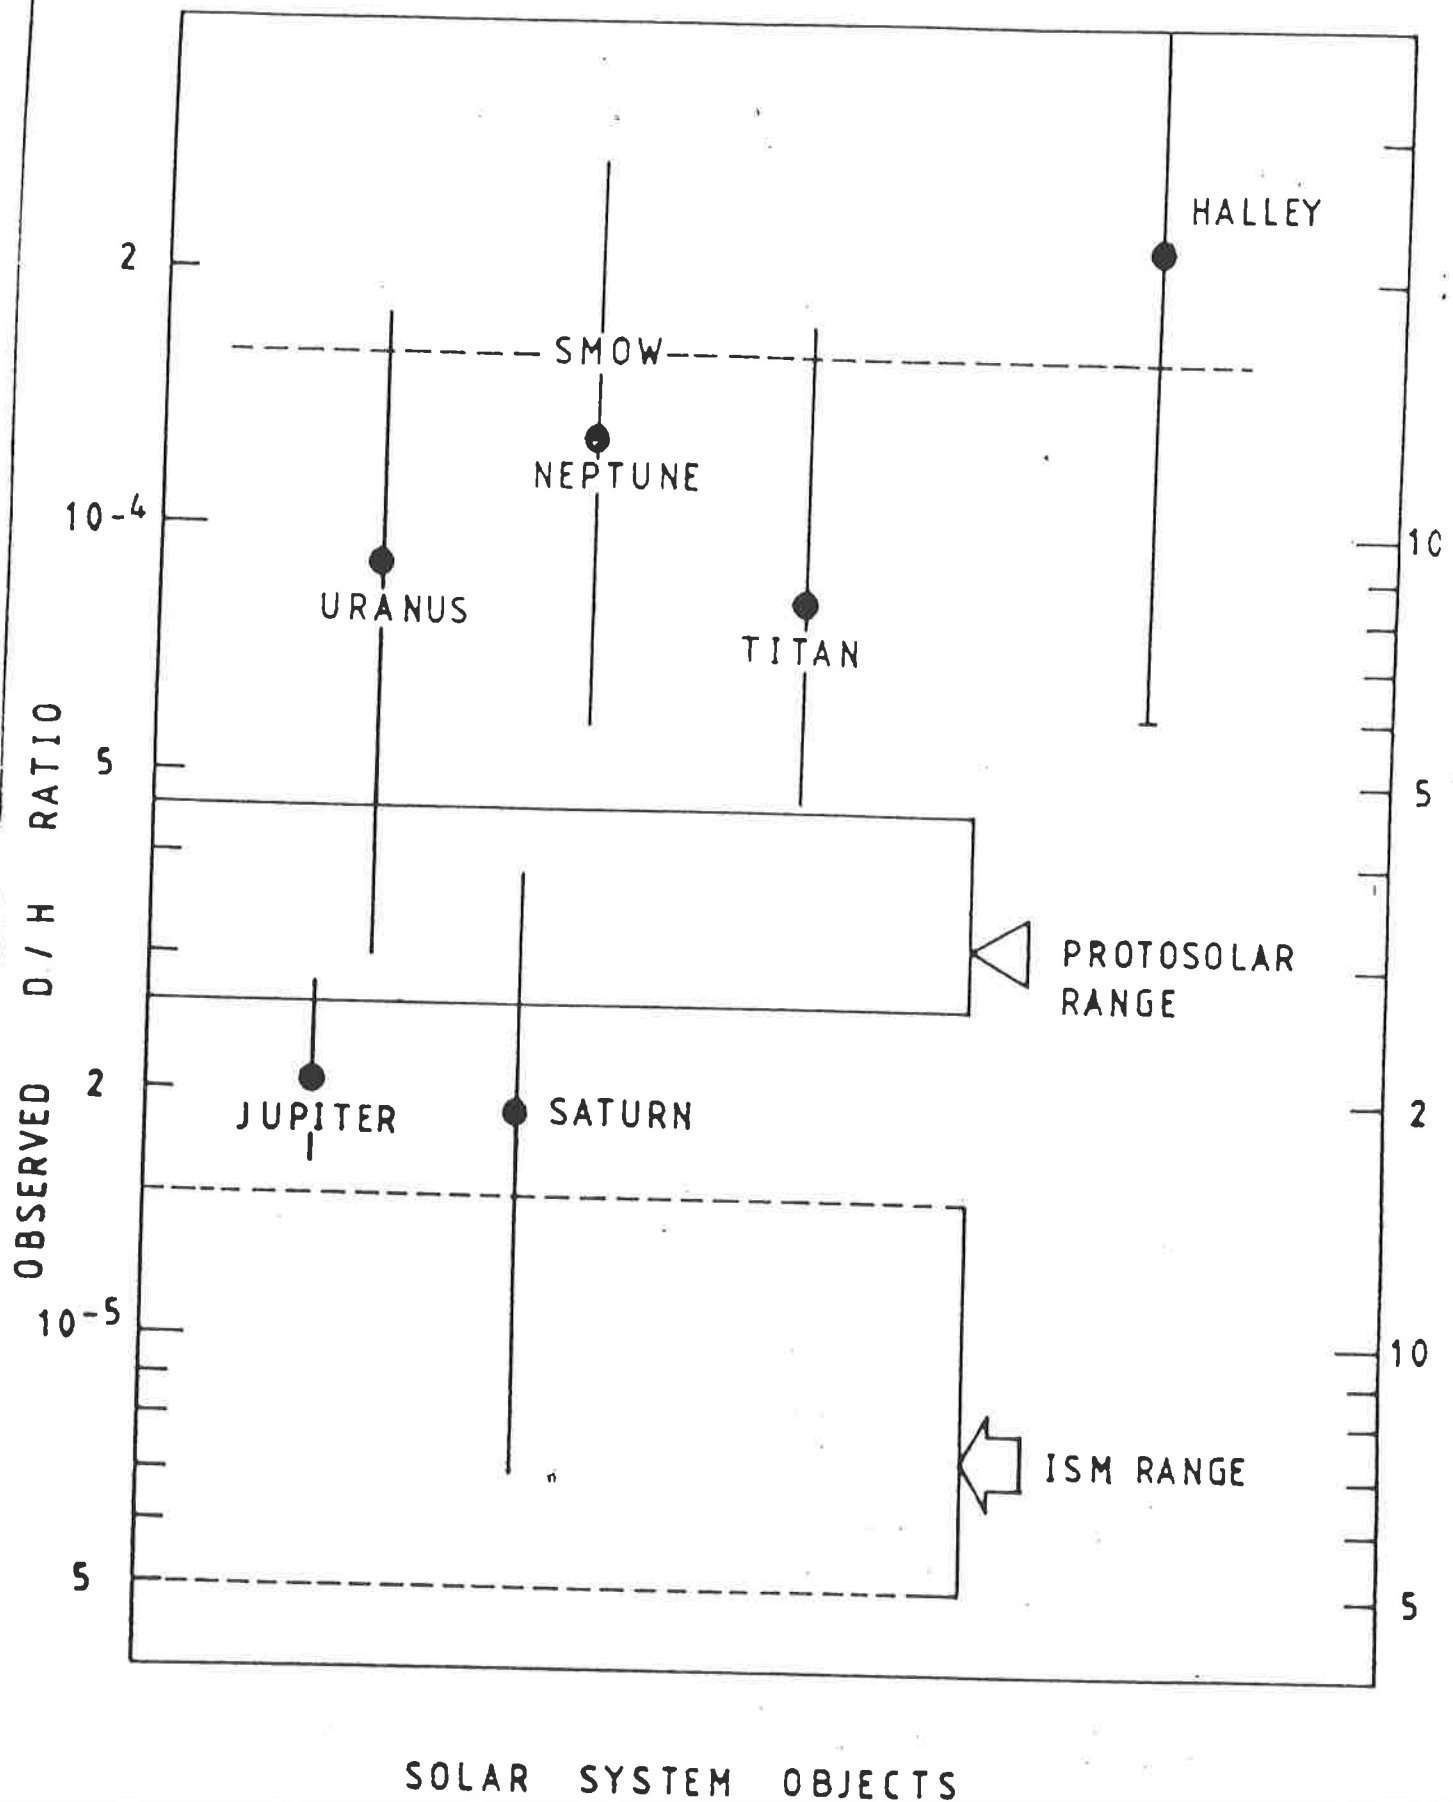 HALLEY
2
SMOW
NEPTUNE
10-4
10
URANUS
TITAN
5
5
OBSERVED D/H RATIO
PROTOSOLAR
RANGE
2
JUPITER
SATURN
2
10-5
10
ISM RANGE
5
5
SOLAR SYSTEM OBJECTS